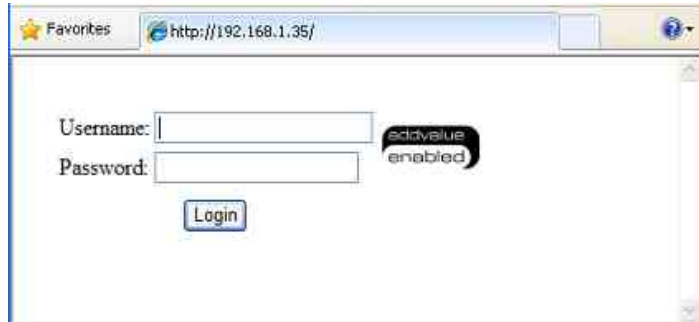 Favorites http://192.168.1.35/
Username:
addvalue
enabled
Password:
Login